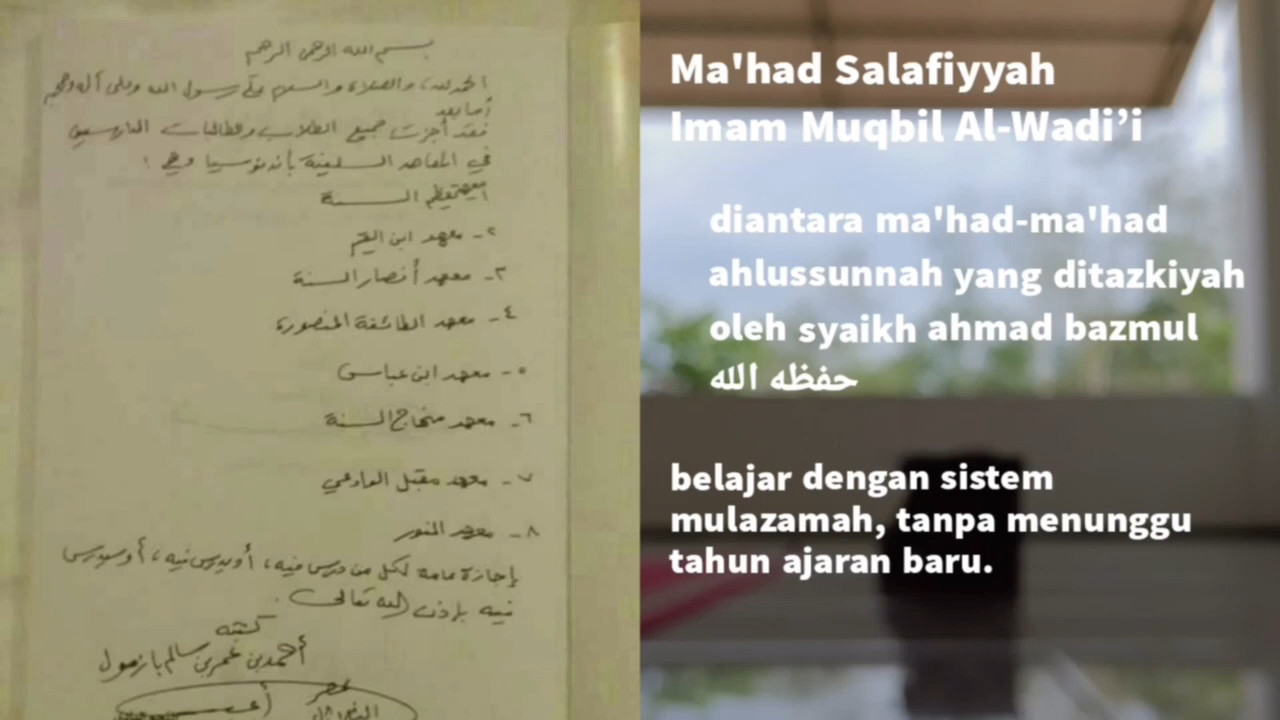 بسم الله الرحمن الرحيم
الحمد لله، والصلاة والسلام على رسول الله وعلى آله وصحبه
أما بعد
فقد أجزت جميع الطلاب والطالبات الدارسين
في المعاهد السلفية بأندونوسيا وهي:
السنة
٢- معهد ابن القيم
٣- معهد أنصار السنة
٤- معهد الطائفة المنصورة
٥- معهد ابن عباس
٦- معهد منهاج السنة
٧- معهد مقبل الوادعي
٨- معهد المنور
إجازة عامة لكل من درس فيه، أو يدرس فيه، أو سيدرس
فيه بإذن الله تعالى.
كتبه
أحمد بن عمر بن سالم بازمول
Ma'had Salafiyyah
Imam Muqbil Al-Wadi’i
diantara ma'had-ma'had
ahlussunnah yang ditazkiyah
oleh syaikh ahmad bazmul
حفظه الله
belajar dengan sistem
mulazamah, tanpa menunggu
tahun ajaran baru.